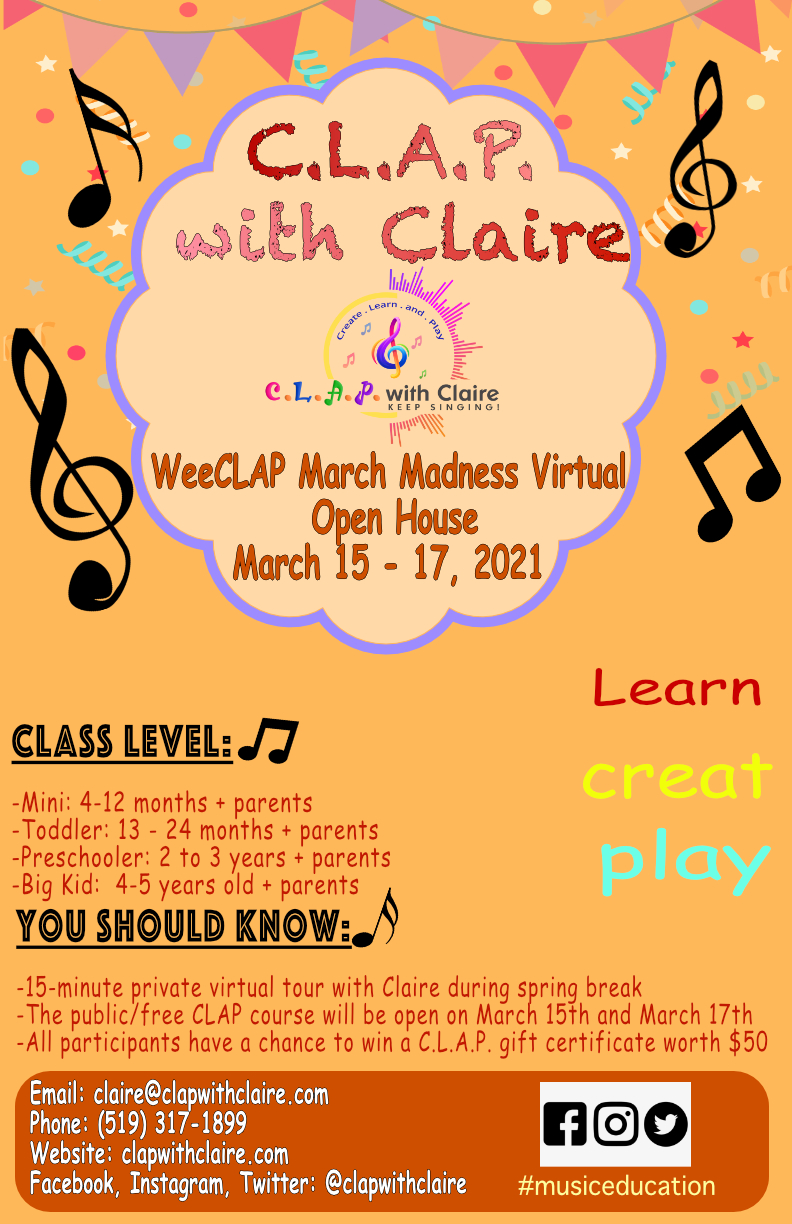 C.L.A.P.
with Claire
Create . Learn . and . Play
C.L.A.P. with Claire
KEEP SINGING!
WeeCLAP March Madness Virtual
Open House
March 15 - 17, 2021
Learn
creat
play
CLASS LEVEL:
-Mini: 4-12 months + parents
-Toddler: 13 - 24 months + parents
-Preschooler: 2 to 3 years + parents
-Big Kid: 4-5 years old + parents
YOU SHOULD KNOW:
-15-minute private virtual tour with Claire during spring break
-The public/free CLAP course will be open on March 15th and March 17th
-All participants have a chance to win a C.L.A.P. gift certificate worth $50
Email: claire@clapwithclaire.com
Phone: (519) 317-1899
Website: clapwithclaire.com
Facebook, Instagram, Twitter: @clapwithclaire
#musiceducation